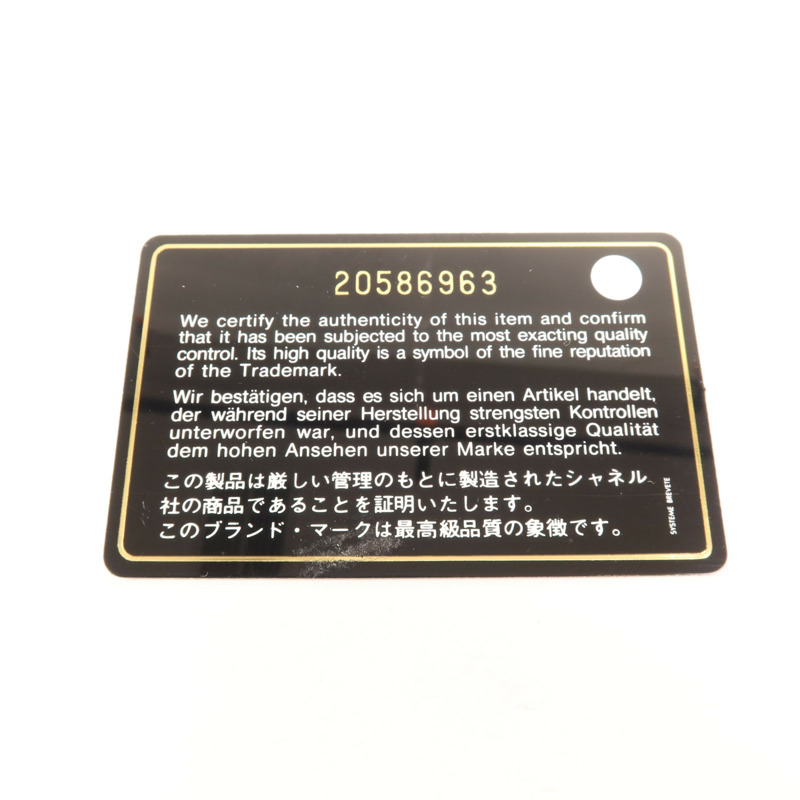 20586963
We certify the authenticity of this item and confirm
that it has been subjected to the most exacting quality
control. Its high quality is a symbol of the fine reputation
of the Trademark.
Wir bestätigen, dass es sich um einen Artikel handelt,
der während seiner Herstellung strengsten Kontrollen
unterworfen war, und dessen erstklassige Qualität
dem hohen Ansehen unserer Marke entspricht.
この製品は厳しい管理のもとに製造されたシャネル
社の商品であることを証明いたします。
このブランド・マークは最高級品質の象徴です。
SYSTEME BREVETE